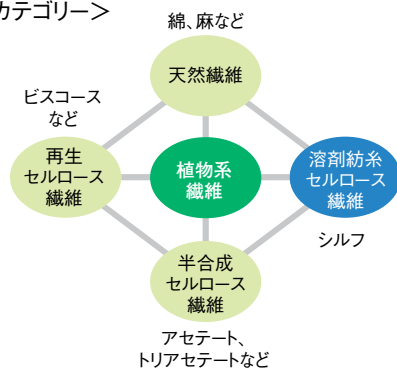 カテゴリー＞
綿、麻など
天然繊維
ビスコース
など
再生
セルロース
繊維
植物系
繊維
溶剤紡糸
セルロース
繊維
シルフ
半合成
セルロース
繊維
アセテート、
トリアセテートなど